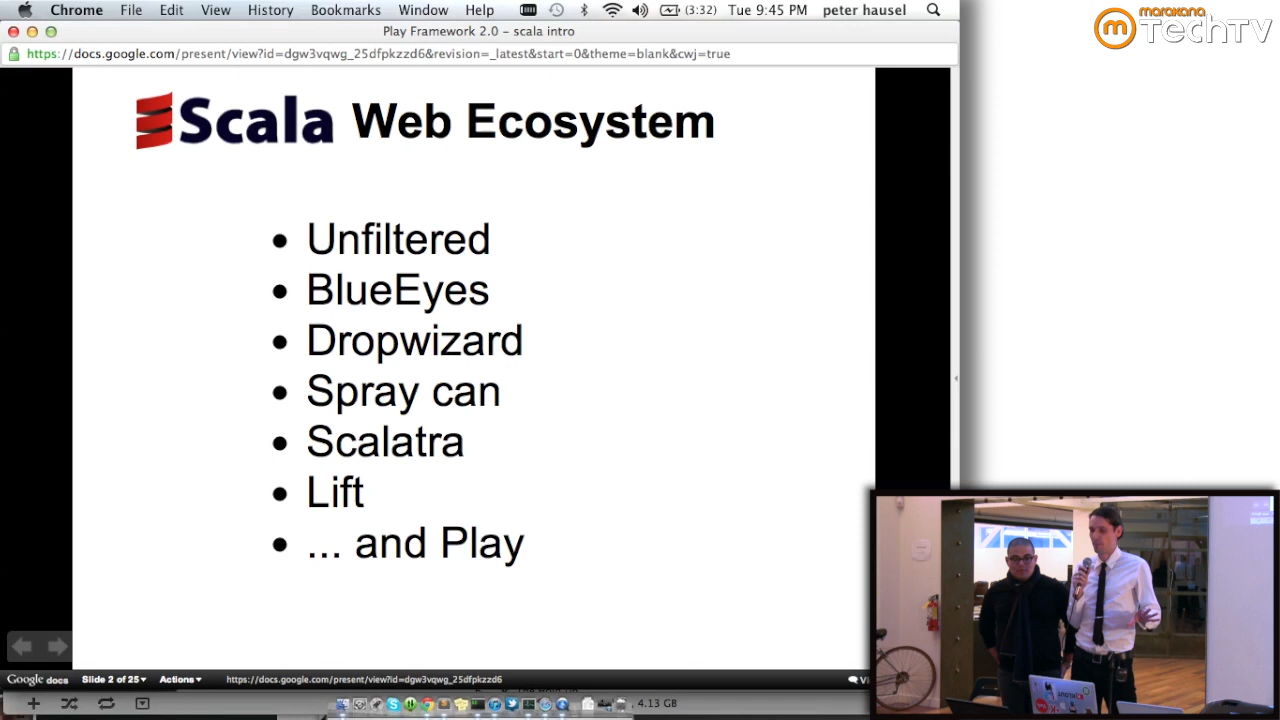 Chrome File Edit View History Bookmarks Window Help (3:32) Tue 9:45 PM peter hausel
marakana
TechTV
Play Framework 2.0 - scala intro
https://docs.google.com/present/view?id=dgw3vqwg_25dfpkzzd6&revision=_latest&start=0&theme=blank&cwj=true
Scala Web Ecosystem
• Unfiltered
• BlueEyes
• Dropwizard
• Spray can
• Scalatra
• Lift
• ... and Play
Google docs Slide 2 of 25 Actions https://docs.google.com/present/view?id=dgw3vqwg_25dfpkzzd6
4.13 GB